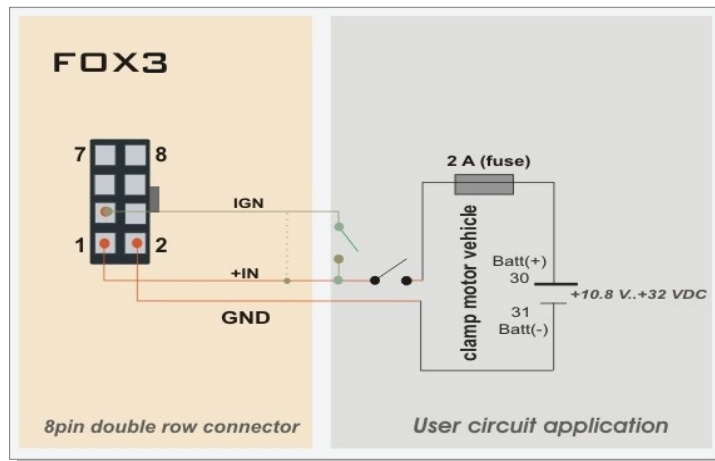 FOX3
7 8
1 2
IGN
+IN
GND
8pin double row connector
2 A (fuse)
clamp motor vehicle
Batt(+)
30
+10.8 V..+32 VDC
31
Batt(-)
User circuit application